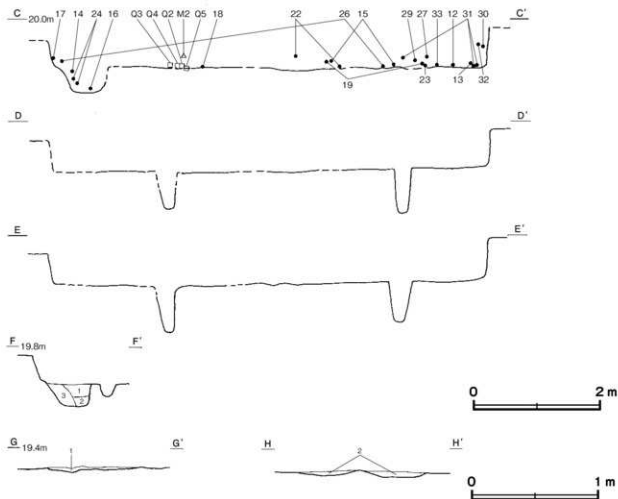 C C'
20.0m
17 14 24 16 Q3 Q4 Q2 M2 Q5 18 22 26 15 29 27 33 12 31 30
19 23 13 32
D D'
E E'
F F'
19.8m
1
3 2
0 2 m
G 19.4m G' H H'
1 2
0 1 m